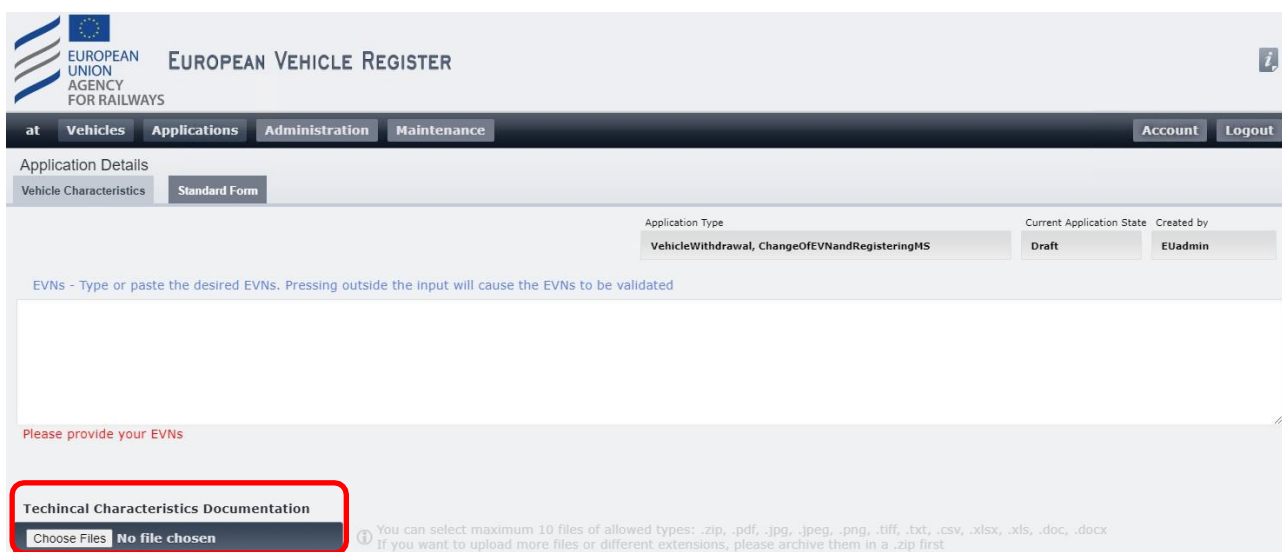 EUROPEAN
UNION
AGENCY
FOR RAILWAYS
EUROPEAN VEHICLE REGISTER
i
at Vehicles Applications Administration Maintenance Account Logout
Application Details
Vehicle Characteristics Standard Form
Application Type Current Application State Created by
VehicleWithdrawal, ChangeOfEVNandRegisteringMS Draft EUadmin
EVNs - Type or paste the desired EVNs. Pressing outside the input will cause the EVNs to be validated
Please provide your EVNs
Techincal Characteristics Documentation
Choose Files No file chosen
You can select maximum 10 files of allowed types: .zip, .pdf, .jpg, .jpeg, .png, .tiff, .txt, .csv, .xlsx, .xls, .doc, .docx
If you want to upload more files or different extensions, please archive them in a .zip first